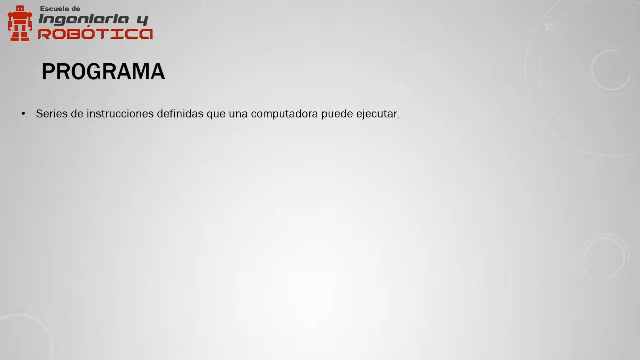 Escuela de
Ingeniería y
ROBÓTICA
PROGRAMA
• Series de instrucciones definidas que una computadora puede ejecutar.